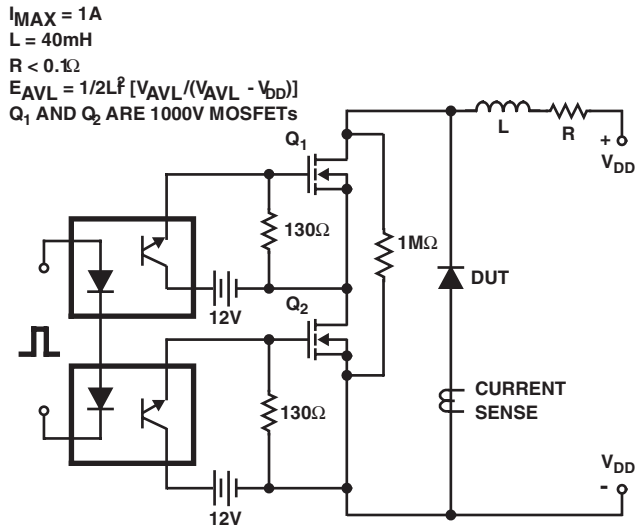 IMAX = 1A
L = 40mH
R < 0.1Ω
EAVL = 1/2LI² [VAVL/(VAVL - VDD)]
Q1 AND Q2 ARE 1000V MOSFETs
Q1
L
R
+
VDD
130Ω
1MΩ
DUT
12V
Q2
CURRENT
SENSE
130Ω
VDD
-
12V